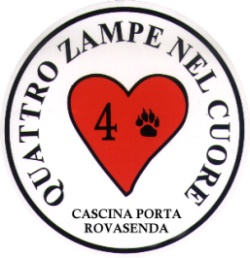 QUATTRO ZAMPE NEL CUORE
4
CASCINA PORTA
ROVASENDA